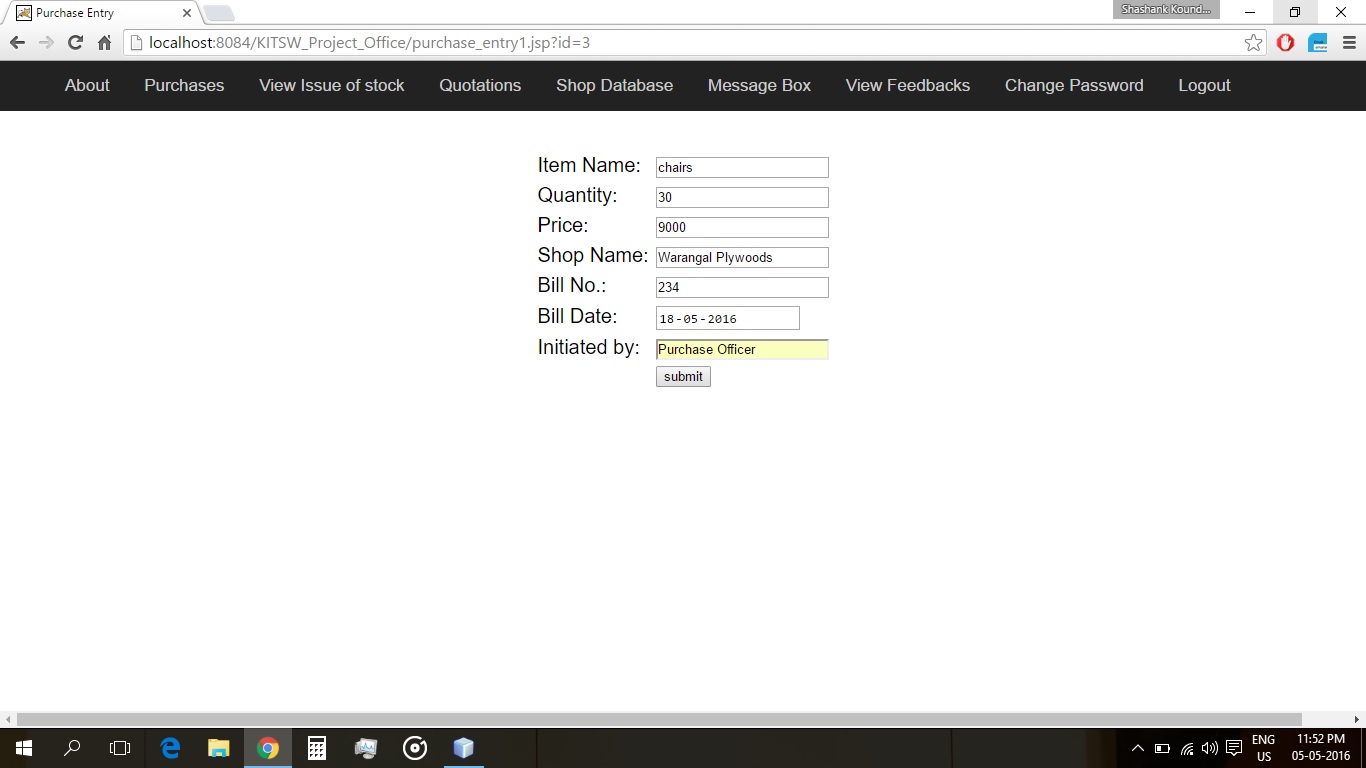 Purchase Entry
Shashank Kound...
localhost:8084/KITSW_Project_Office/purchase_entry1.jsp?id=3
About Purchases View Issue of stock Quotations Shop Database Message Box View Feedbacks Change Password Logout
Item Name: chairs
Quantity: 30
Price: 9000
Shop Name: Warangal Plywoods
Bill No.: 234
Bill Date: 18-05-2016
Initiated by: Purchase Officer
submit
ENG 11:52 PM
US 05-05-2016